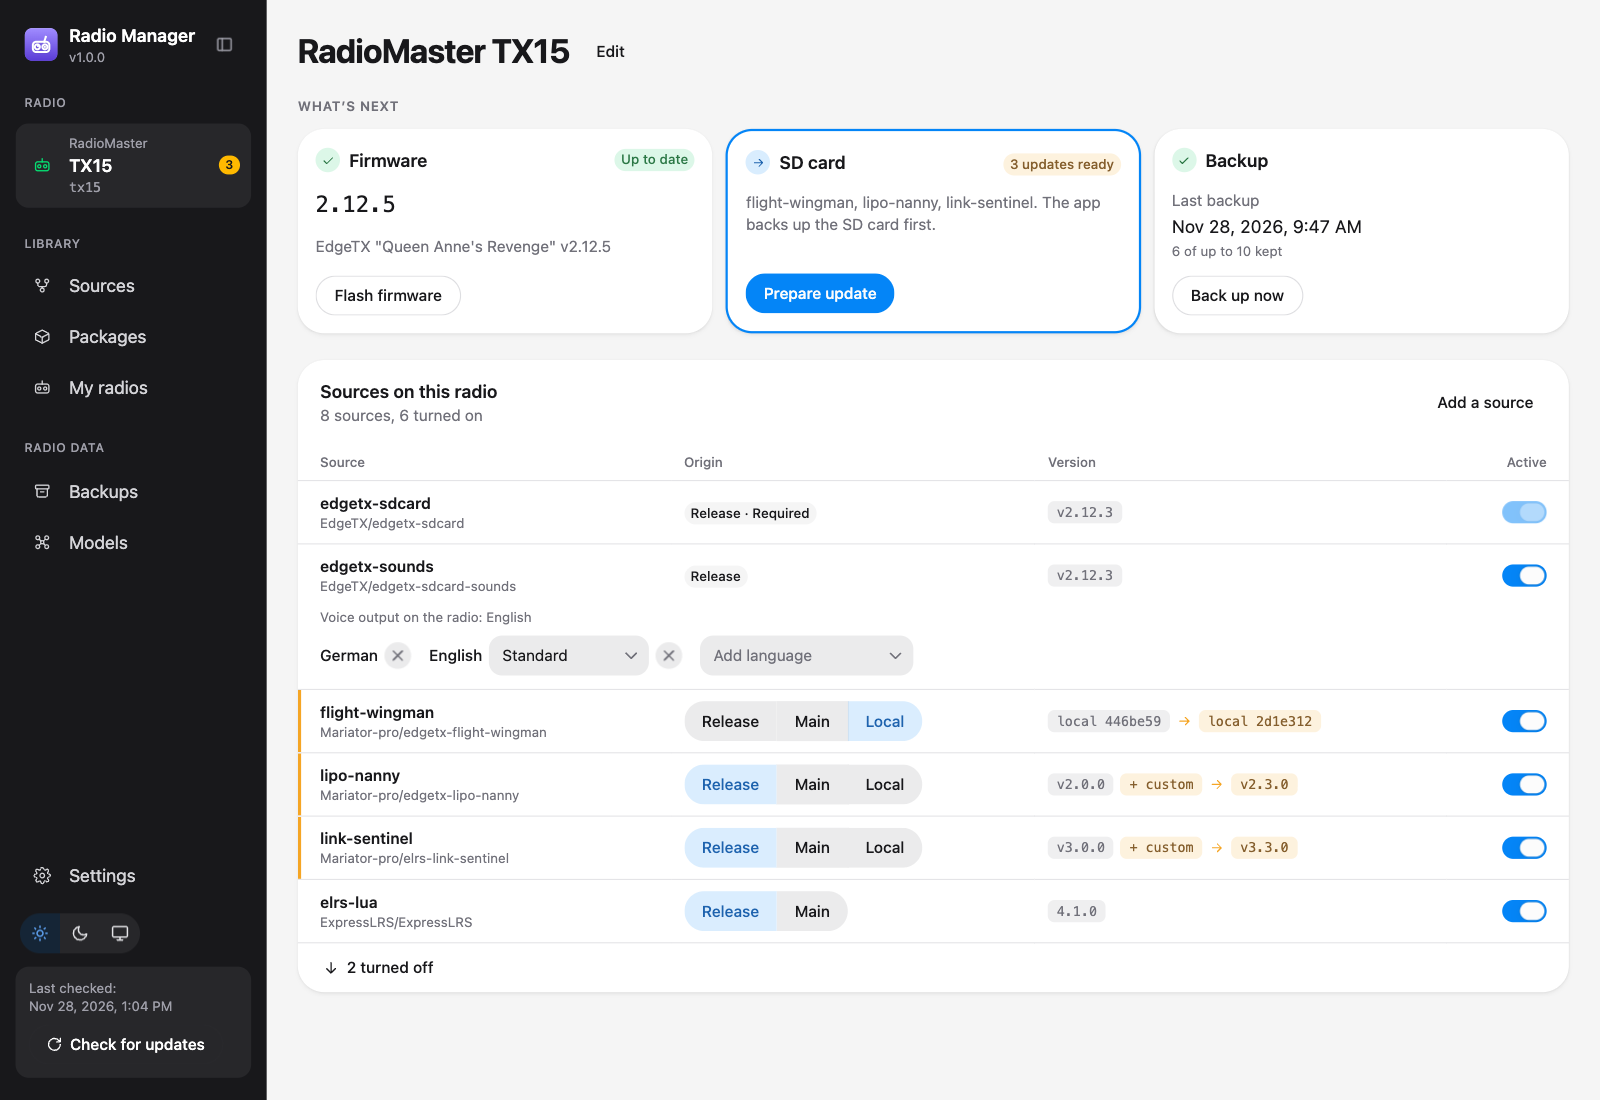 Radio Manager
v1.0.0
RADIO
RadioMaster
TX15
tx15
3
LIBRARY
Sources
Packages
My radios
RADIO DATA
Backups
Models
Settings
Last checked:
Nov 28, 2026, 1:04 PM
Check for updates
RadioMaster TX15
Edit
WHAT'S NEXT
Firmware
Up to date
2.12.5
EdgeTX "Queen Anne's Revenge" v2.12.5
Flash firmware
SD card
3 updates ready
flight-wingman, lipo-nanny, link-sentinel. The app
backs up the SD card first.
Prepare update
Backup
Last backup
Nov 28, 2026, 9:47 AM
6 of up to 10 kept
Back up now
Sources on this radio
8 sources, 6 turned on
Add a source
Source Origin Version Active
edgetx-sdcard
EdgeTX/edgetx-sdcard
Release · Required
v2.12.3
edgetx-sounds
EdgeTX/edgetx-sdcard-sounds
Release
v2.12.3
Voice output on the radio: English
German English Standard Add language
flight-wingman
Mariator-pro/edgetx-flight-wingman
Release Main Local
local 446be59 → local 2d1e312
lipo-nanny
Mariator-pro/edgetx-lipo-nanny
Release Main Local
v2.0.0 + custom → v2.3.0
link-sentinel
Mariator-pro/elrs-link-sentinel
Release Main Local
v3.0.0 + custom → v3.3.0
elrs-lua
ExpressLRS/ExpressLRS
Release Main
4.1.0
2 turned off